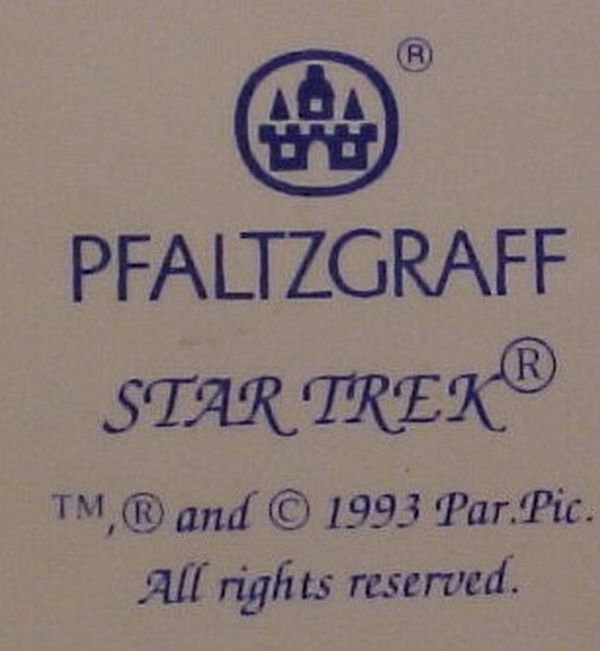 ®
PFALTZGRAFF
STAR TREK®
™,® and © 1993 Par.Pic.
All rights reserved.